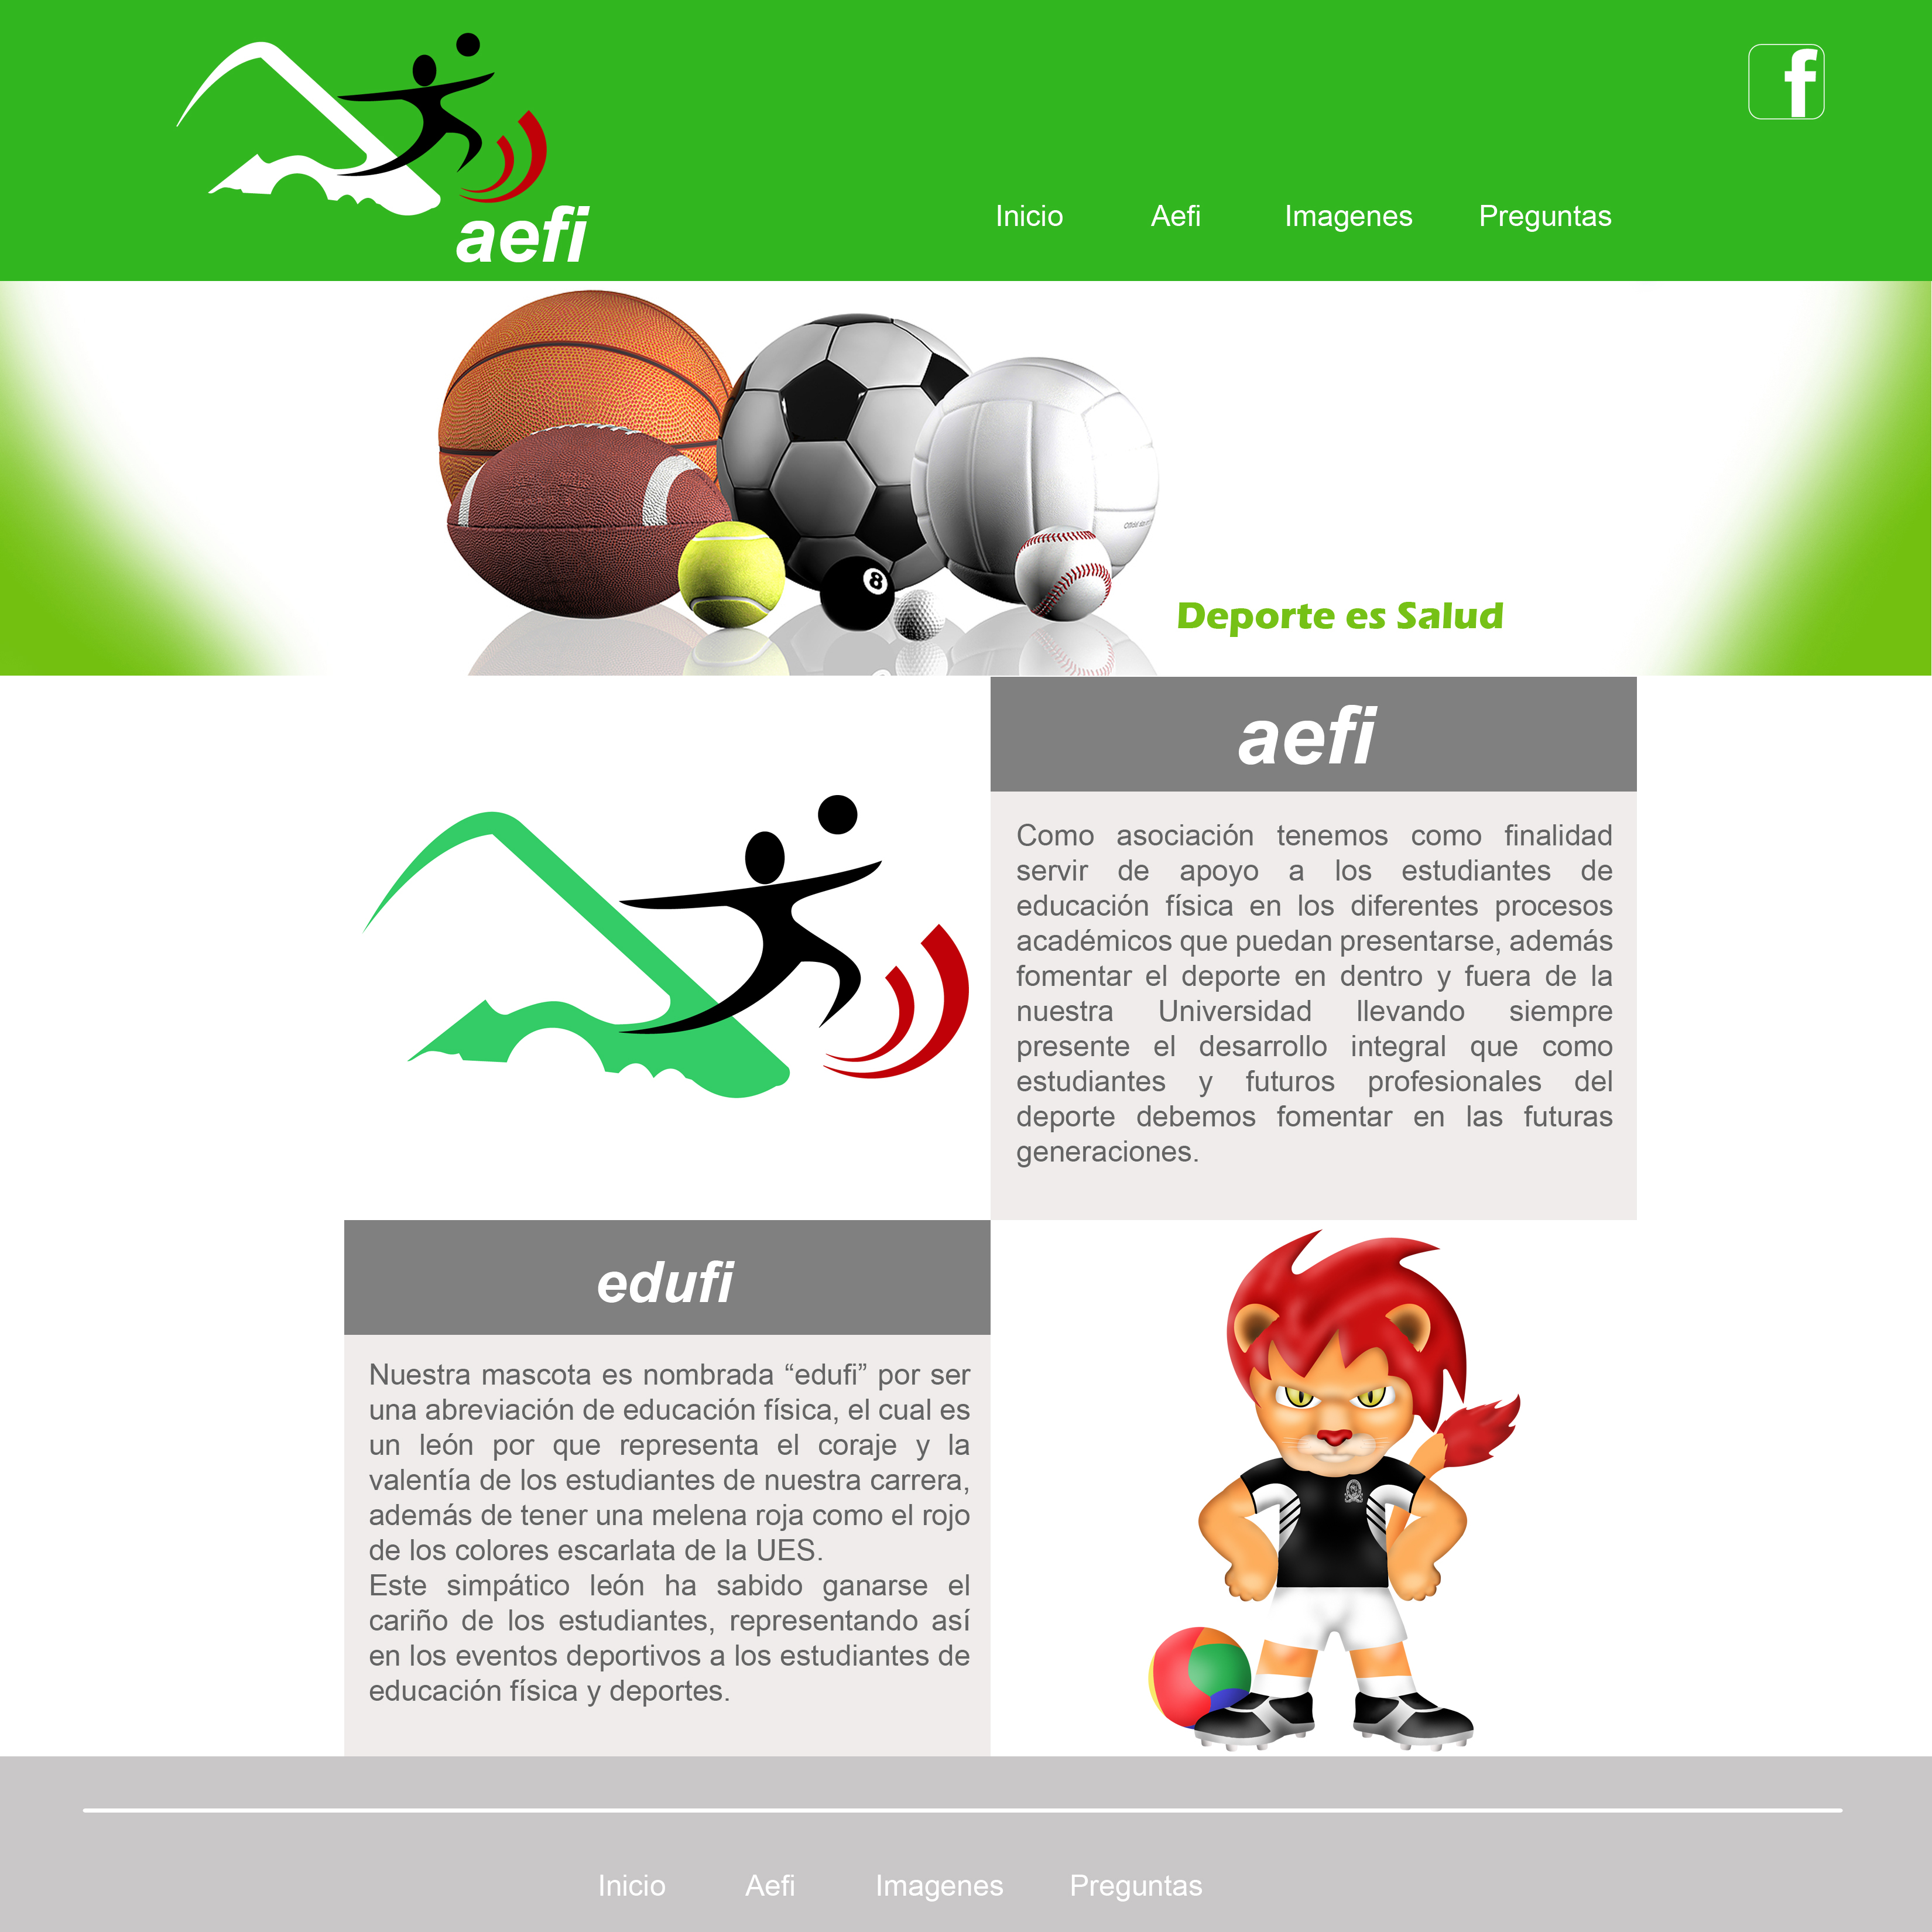 f
aefi
Inicio Aefi Imagenes Preguntas
8
Deporte es Salud
aefi
Como asociación tenemos como finalidad
servir de apoyo a los estudiantes de
educación física en los diferentes procesos
académicos que puedan presentarse, además
fomentar el deporte en dentro y fuera de la
nuestra Universidad llevando siempre
presente el desarrollo integral que como
estudiantes y futuros profesionales del
deporte debemos fomentar en las futuras
generaciones.
edufi
Nuestra mascota es nombrada “edufi” por ser
una abreviación de educación física, el cual es
un león por que representa el coraje y la
valentía de los estudiantes de nuestra carrera,
además de tener una melena roja como el rojo
de los colores escarlata de la UES.
Este simpático león ha sabido ganarse el
cariño de los estudiantes, representando así
en los eventos deportivos a los estudiantes de
educación física y deportes.
Inicio Aefi Imagenes Preguntas